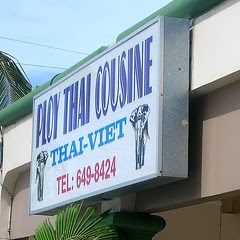 PLOY THAI COUSINE
THAI-VIET
TEL: 649-8424